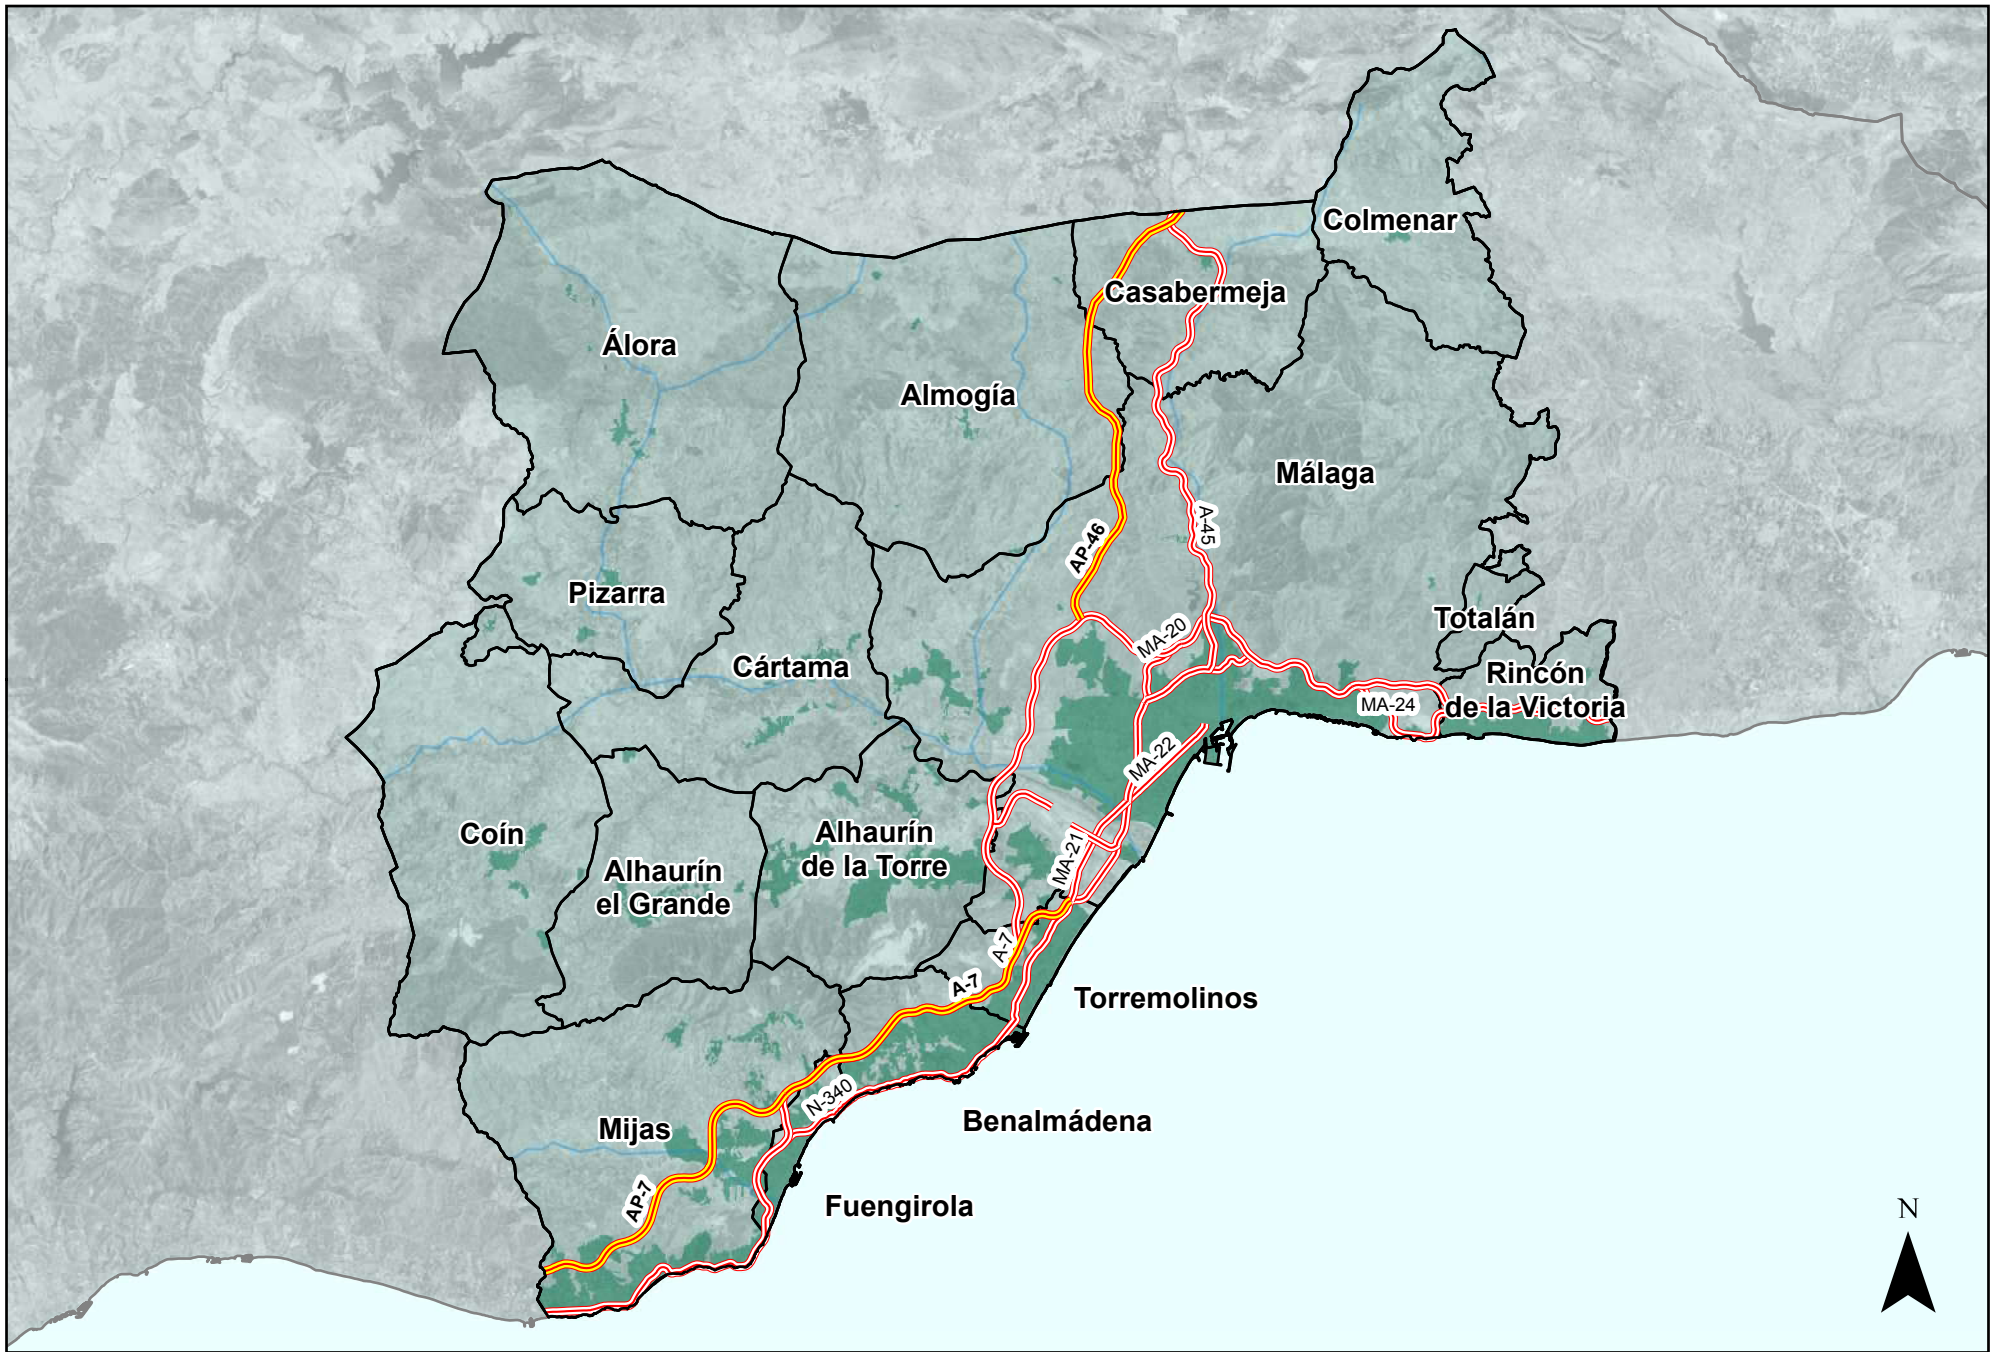 Colmenar
Casabermeja
Álora
Almogía
Málaga
A-45
AP-46
Pizarra
Totalán
MA-20
Cártama
Rincón
de la Victoria
MA-24
MA-22
Coín
Alhaurín
de la Torre
MA-21
Alhaurín
el Grande
A-7
A-7
Torremolinos
N-340
Benalmádena
Mijas
AP-7
Fuengirola
N